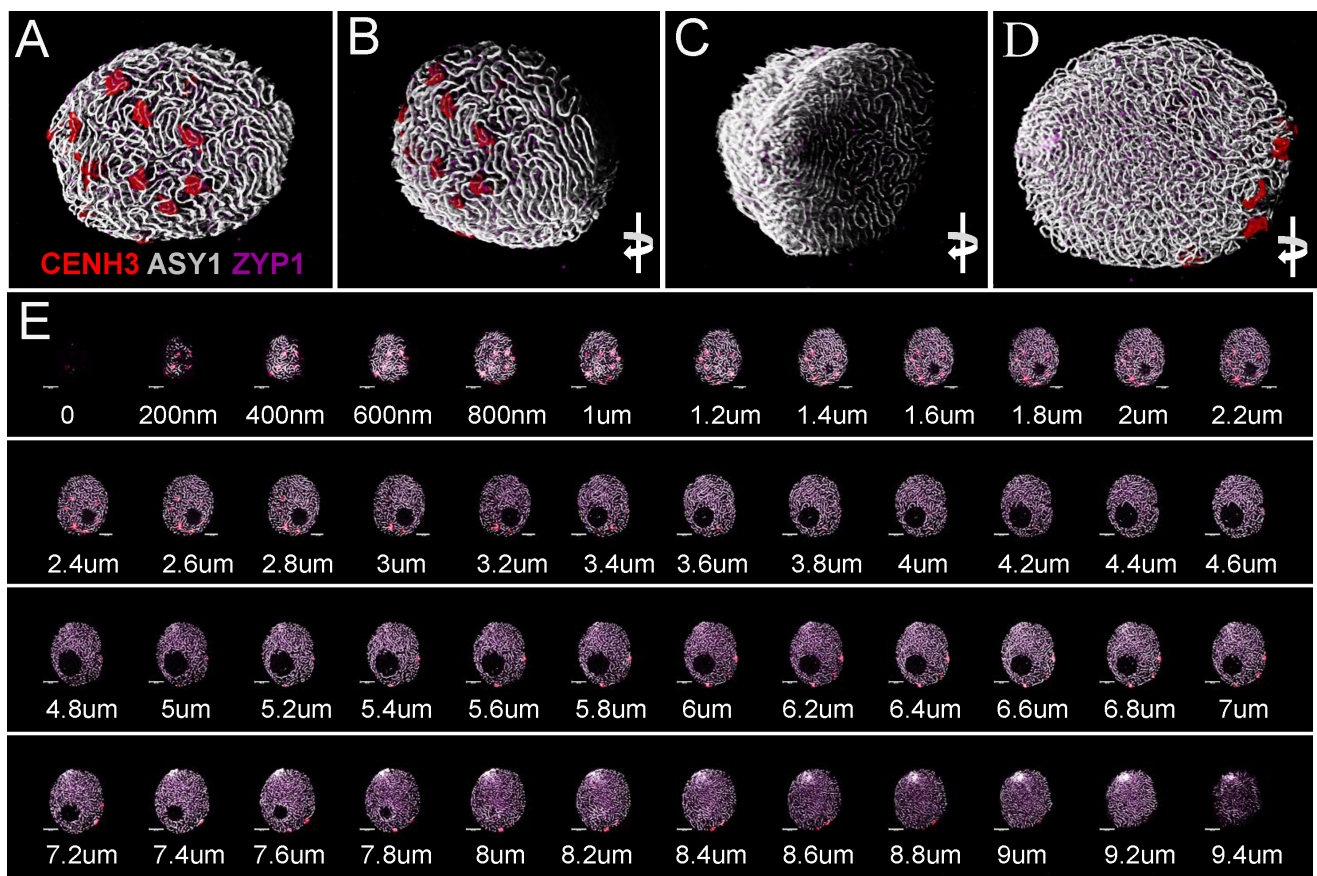 A
B
C
D
CENH3 ASY1 ZYP1
E
0 200nm 400nm 600nm 800nm 1um 1.2um 1.4um 1.6um 1.8um 2um 2.2um
2.4um 2.6um 2.8um 3um 3.2um 3.4um 3.6um 3.8um 4um 4.2um 4.4um 4.6um
4.8um 5um 5.2um 5.4um 5.6um 5.8um 6um 6.2um 6.4um 6.6um 6.8um 7um
7.2um 7.4um 7.6um 7.8um 8um 8.2um 8.4um 8.6um 8.8um 9um 9.2um 9.4um